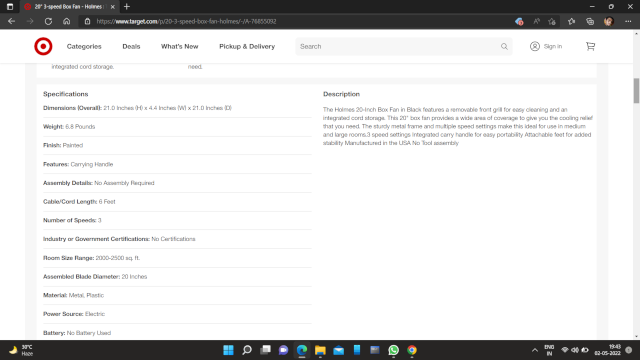 20" 3-speed Box Fan - Holmes |
https://www.target.com/p/20-3-speed-box-fan-holmes/-/A-76855092
Categories
Deals
What's New
Pickup & Delivery
Search
Sign in
integrated cord storage.
need.
Specifications
Dimensions (Overall): 21.0 Inches (H) x 4.4 Inches (W) x 21.0 Inches (D)
Weight: 6.8 Pounds
Finish: Painted
Features: Carrying Handle
Assembly Details: No Assembly Required
Cable/Cord Length: 6 Feet
Number of Speeds: 3
Industry or Government Certifications: No Certifications
Room Size Range: 2000-2500 sq. ft.
Assembled Blade Diameter: 20 Inches
Material: Metal, Plastic
Power Source: Electric
Battery: No Battery Used
Description
The Holmes 20-Inch Box Fan in Black features a removable front grill for easy cleaning and an
integrated cord storage. This 20" box fan provides a wide area of coverage to give you the cooling relief
that you need. The sturdy metal frame and multiple speed settings make this ideal for use in medium
and large rooms.3 speed settings integrated carry handle for easy portability Attachable feet for added
stability Manufactured in the USA No Tool assembly
30°C
Haze
ENG
IN
19:43
02-05-2022